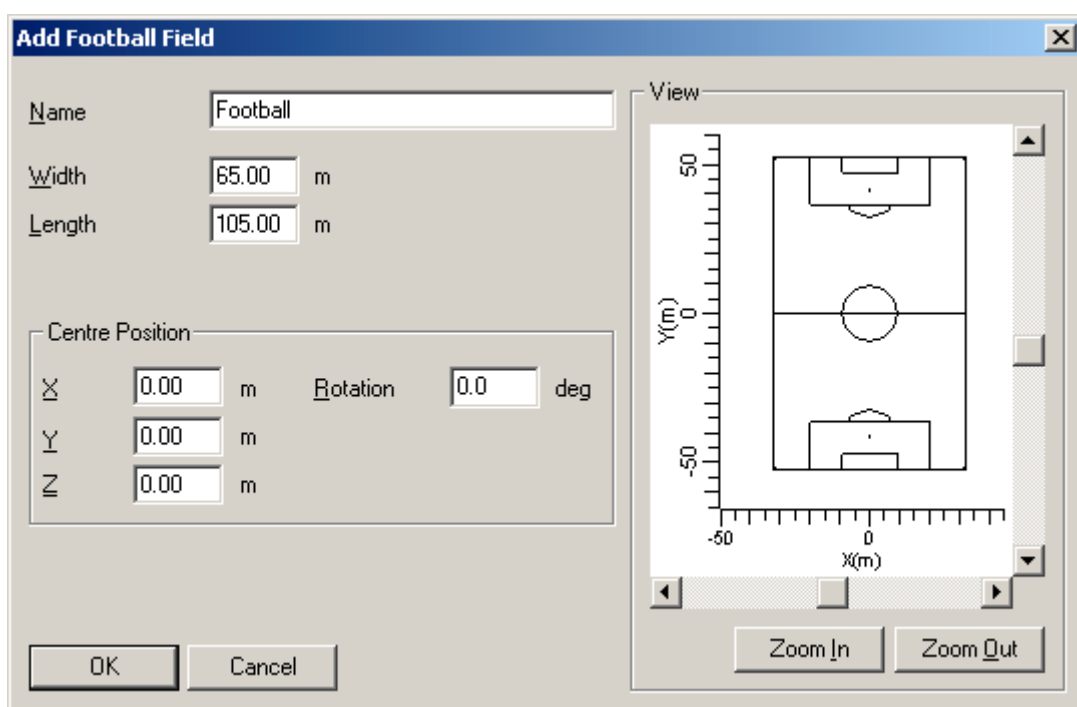 Add Football Field
Name Football
Width 65.00 m
Length 105.00 m
Centre Position
X 0.00 m Rotation 0.0 deg
Y 0.00 m
Z 0.00 m
OK Cancel
View
50
Y(m) 0
-50
-50 0
X(m)
Zoom In Zoom Out